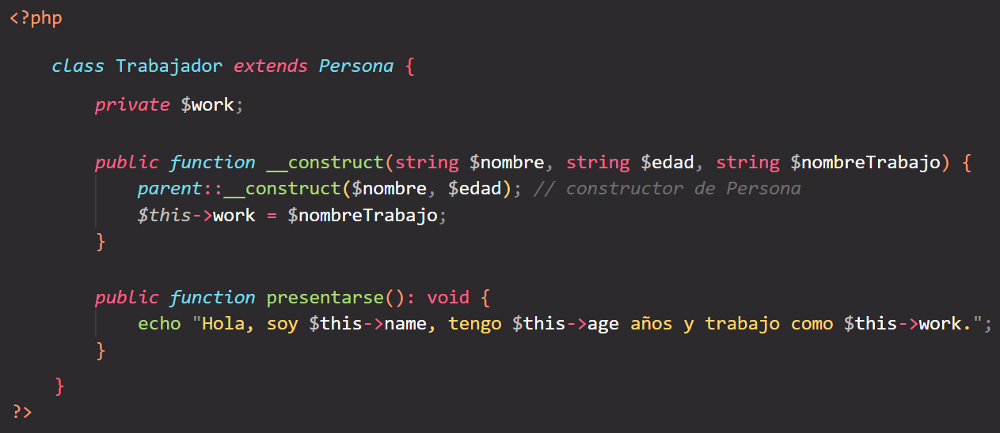 <?php
class Trabajador extends Persona {
private $work;
public function __construct(string $nombre, string $edad, string $nombreTrabajo) {
parent::__construct($nombre, $edad); // constructor de Persona
$this->work = $nombreTrabajo;
}
public function presentarse(): void {
echo "Hola, soy $this->name, tengo $this->age años y trabajo como $this->work.";
}
}
?>